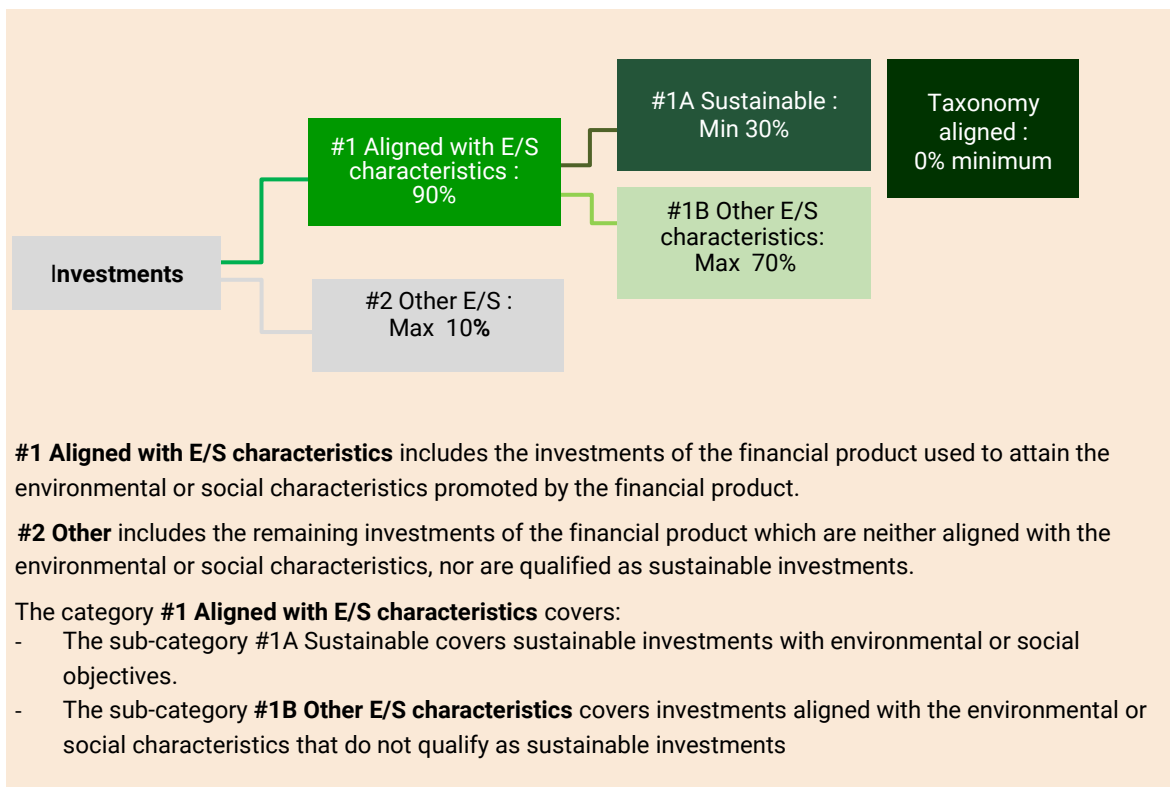 #1A Sustainable :
Min 30%
Taxonomy
aligned :
0% minimum
#1 Aligned with E/S
characteristics :
90%
#1B Other E/S
characteristics:
Max 70%
Investments
#2 Other E/S :
Max 10%
#1 Aligned with E/S characteristics includes the investments of the financial product used to attain the
environmental or social characteristics promoted by the financial product.
#2 Other includes the remaining investments of the financial product which are neither aligned with the
environmental or social characteristics, nor are qualified as sustainable investments.
The category #1 Aligned with E/S characteristics covers:
- The sub-category #1A Sustainable covers sustainable investments with environmental or social
objectives.
- The sub-category #1B Other E/S characteristics covers investments aligned with the environmental or
social characteristics that do not qualify as sustainable investments